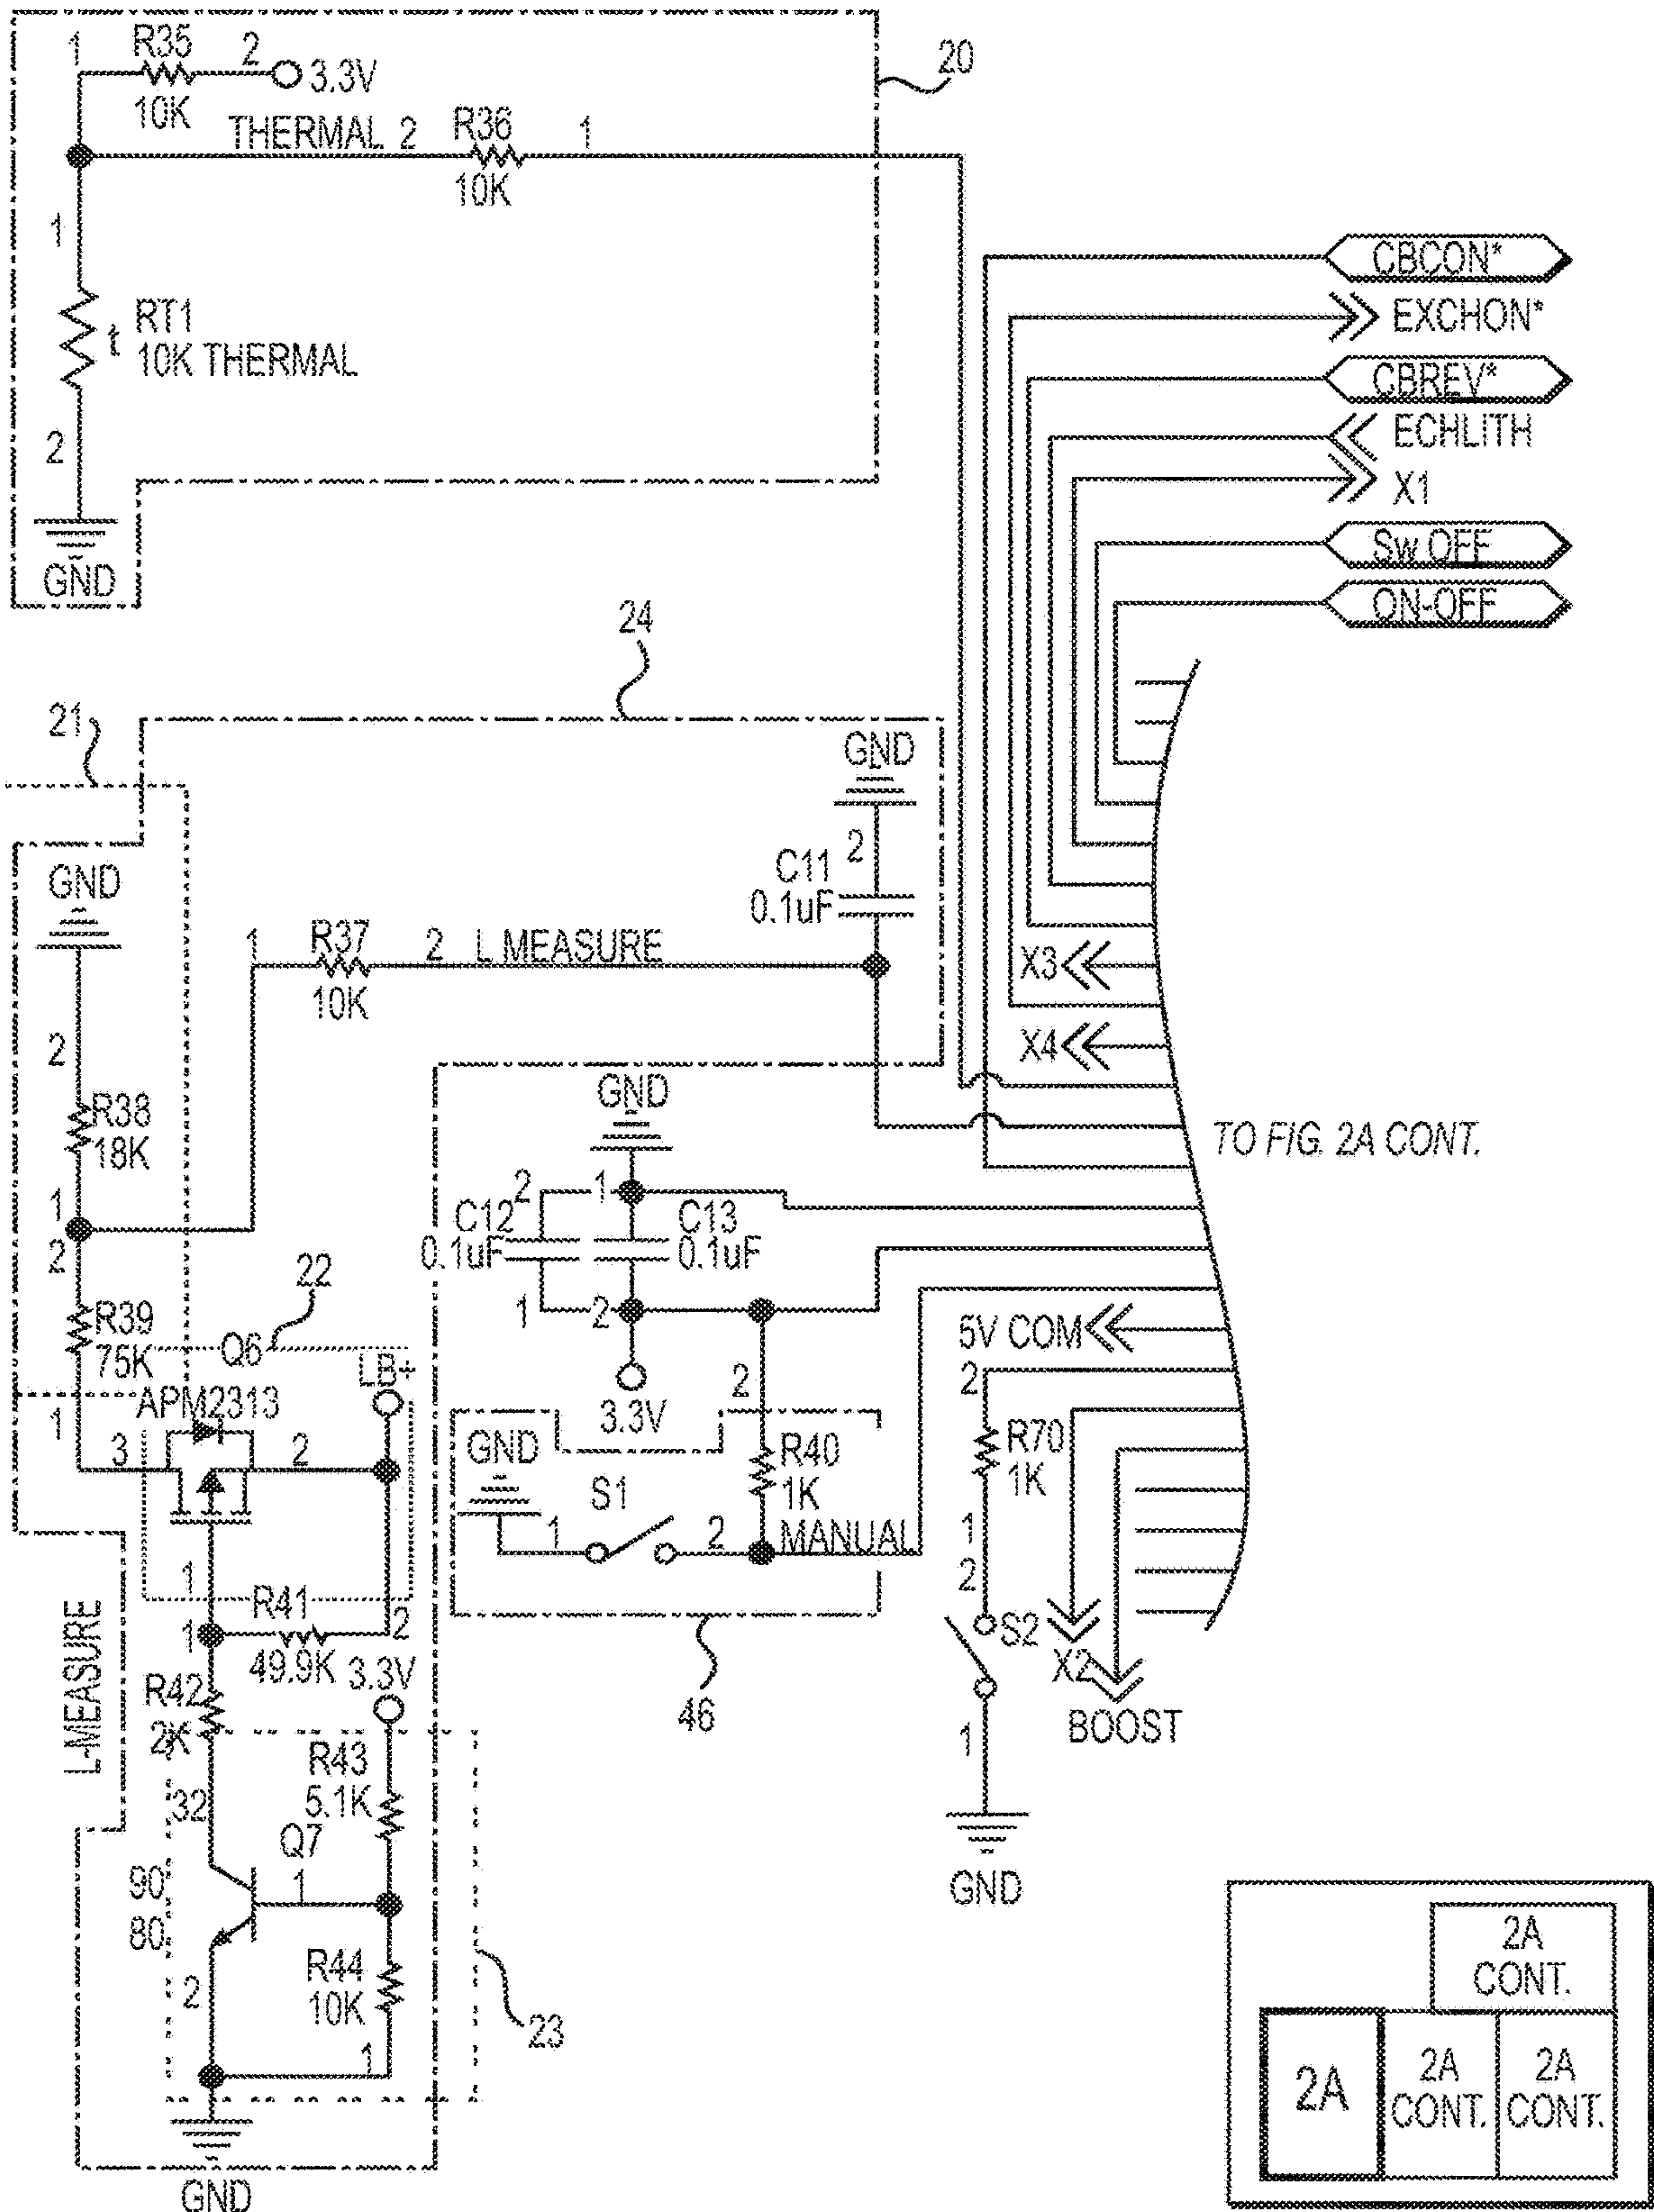 1
R35
2
3.3V
10K
THERMAL
2
R36
1
10K
20
1
RT1
t
10K THERMAL
2
GND
CBCON*
EXCHON*
CBREV*
ECHLITH
X1
Sw OFF
ON-OFF
24
21
GND
2
C11
0.1uF
GND
1
R37
2
L MEASURE
10K
X3
X4
2
R38
18K
1
2
R39
75K
1
GND
2
1
C12
0.1uF
C13
0.1uF
1
2
3.3V
TO FIG. 2A CONT.
22
Q6
LB+
APM2313
3
2
1
5V COM
2
R70
1K
1
2
S2
X2
BOOST
1
GND
GND
2
R40
1K
S1
1
2
MANUAL
46
1
R41
2
49.9K
3.3V
R42
2K
L-MEASURE
32
R43
5.1K
Q7
1
90
80
2
R44
10K
1
23
GND
2A
CONT.
2A
2A
CONT.
2A
CONT.